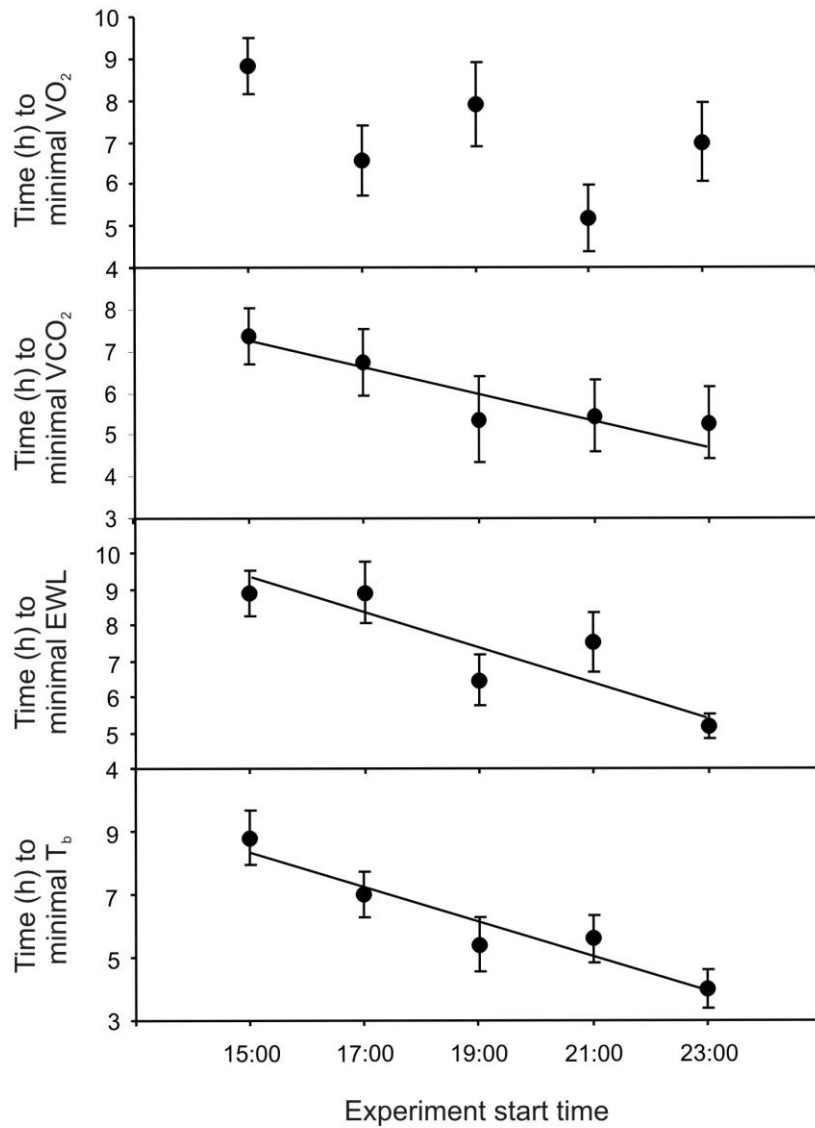 Time (h) to
minimal VO₂
10
9
8
7
6
5
4
Time (h) to
minimal VCO₂
8
7
6
5
4
3
Time (h) to
minimal EWL
10
9
8
7
6
5
4
Time (h) to
minimal T_b
9
7
5
3
15:00 17:00 19:00 21:00 23:00
Experiment start time